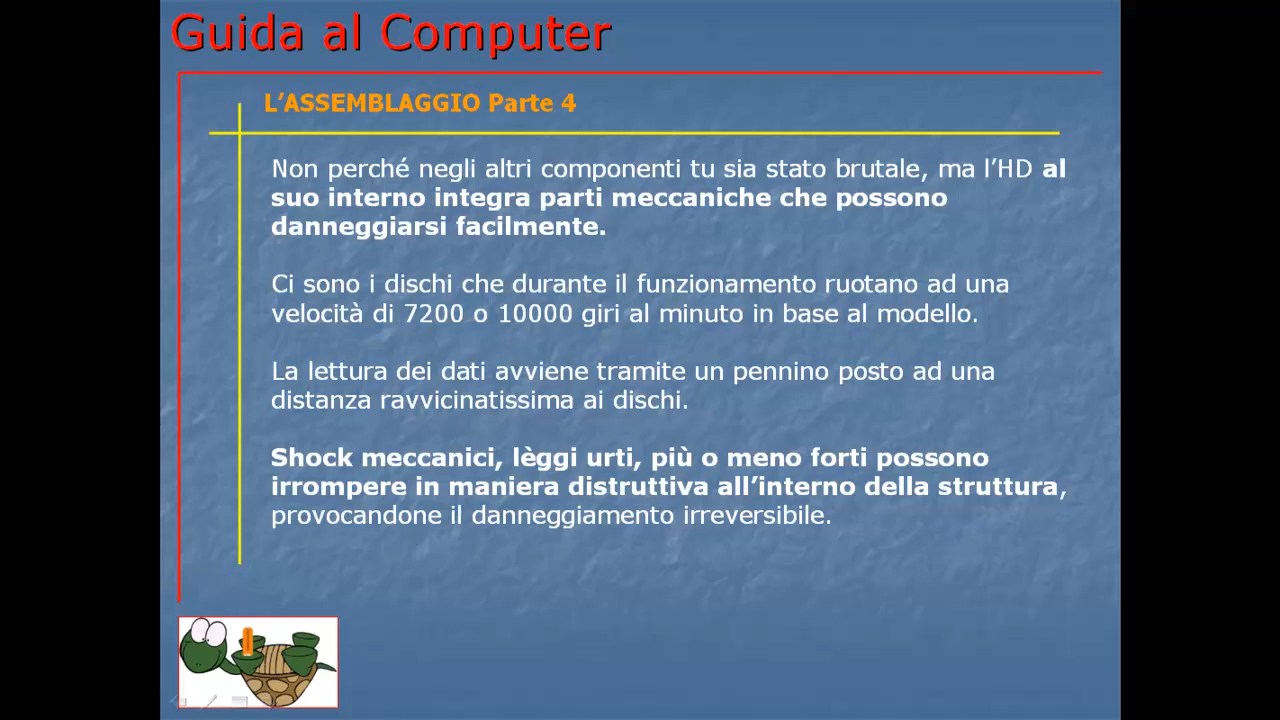 Guida al Computer
L’ASSEMBLAGGIO Parte 4
Non perché negli altri componenti tu sia stato brutale, ma l’HD al
suo interno integra parti meccaniche che possono
danneggiarsi facilmente.
Ci sono i dischi che durante il funzionamento ruotano ad una
velocità di 7200 o 10000 giri al minuto in base al modello.
La lettura dei dati avviene tramite un pennino posto ad una
distanza ravvicinatissima ai dischi.
Shock meccanici, lèggi urti, più o meno forti possono
irrompere in maniera distruttiva all’interno della struttura,
provocandone il danneggiamento irreversibile.